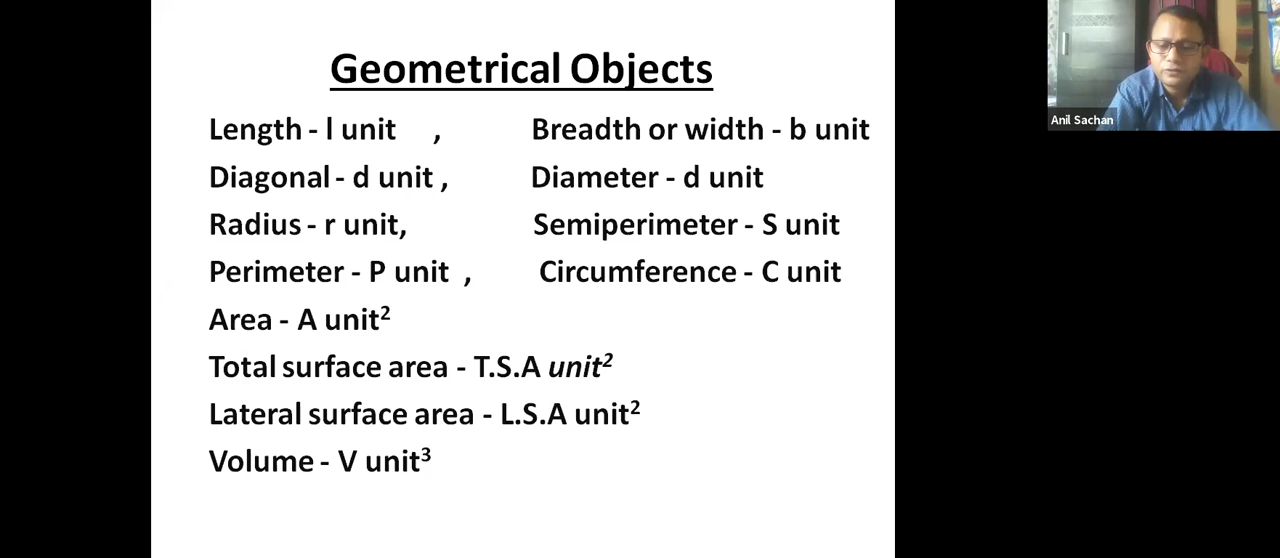 Geometrical Objects
Length - l unit , Breadth or width - b unit
Diagonal - d unit , Diameter - d unit
Radius - r unit, Semiperimeter - S unit
Perimeter - P unit , Circumference - C unit
Area - A unit²
Total surface area - T.S.A unit²
Lateral surface area - L.S.A unit²
Volume - V unit³
Anil Sachan